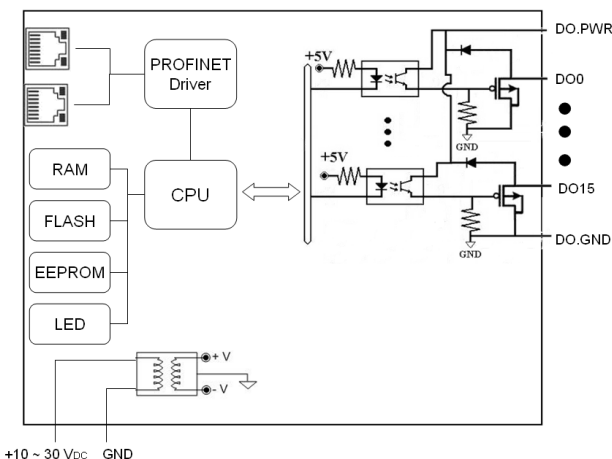 DO.PWR
+5V
PROFINET
Driver
DO0
GND
RAM
+5V
CPU
DO15
FLASH
DO.GND
GND
EEPROM
LED
+ V
- V
+10 ~ 30 VDC GND